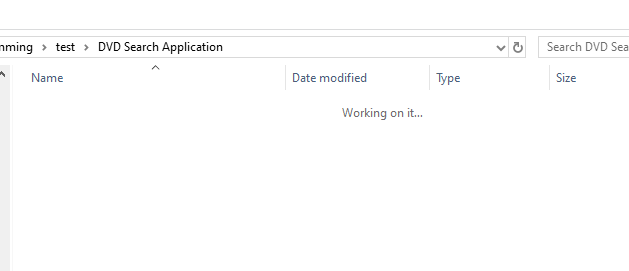 mming > test > DVD Search Application
Search DVD Sea
Name Date modified Type Size
Working on it...